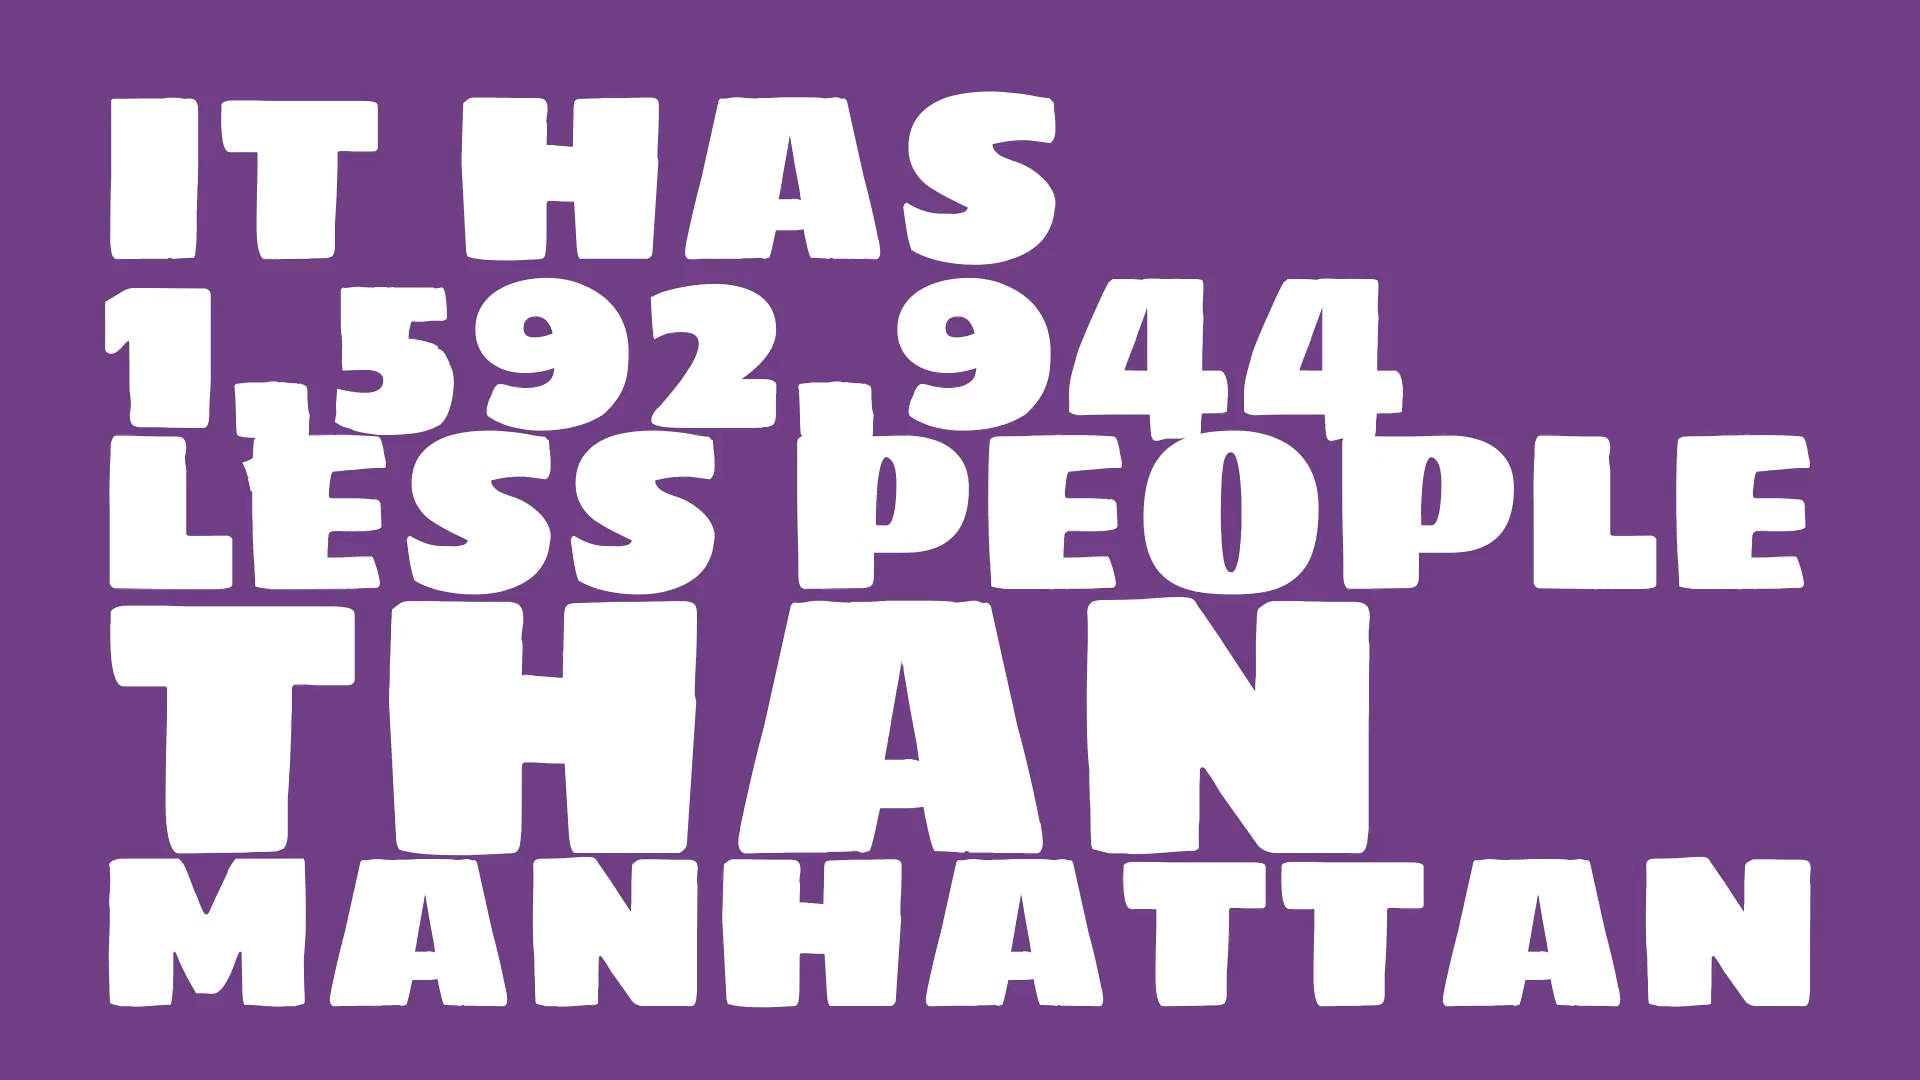 IT HAS
1,592,944
LESS PEOPLE
THAN
MANHATTAN